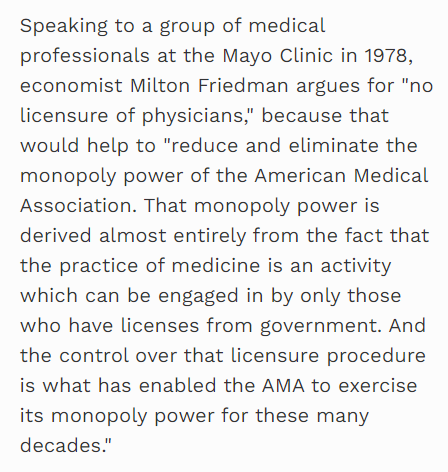 Speaking to a group of medical
professionals at the Mayo Clinic in 1978,
economist Milton Friedman argues for "no
licensure of physicians," because that
would help to "reduce and eliminate the
monopoly power of the American Medical
Association. That monopoly power is
derived almost entirely from the fact that
the practice of medicine is an activity
which can be engaged in by only those
who have licenses from government. And
the control over that licensure procedure
is what has enabled the AMA to exercise
its monopoly power for these many
decades."